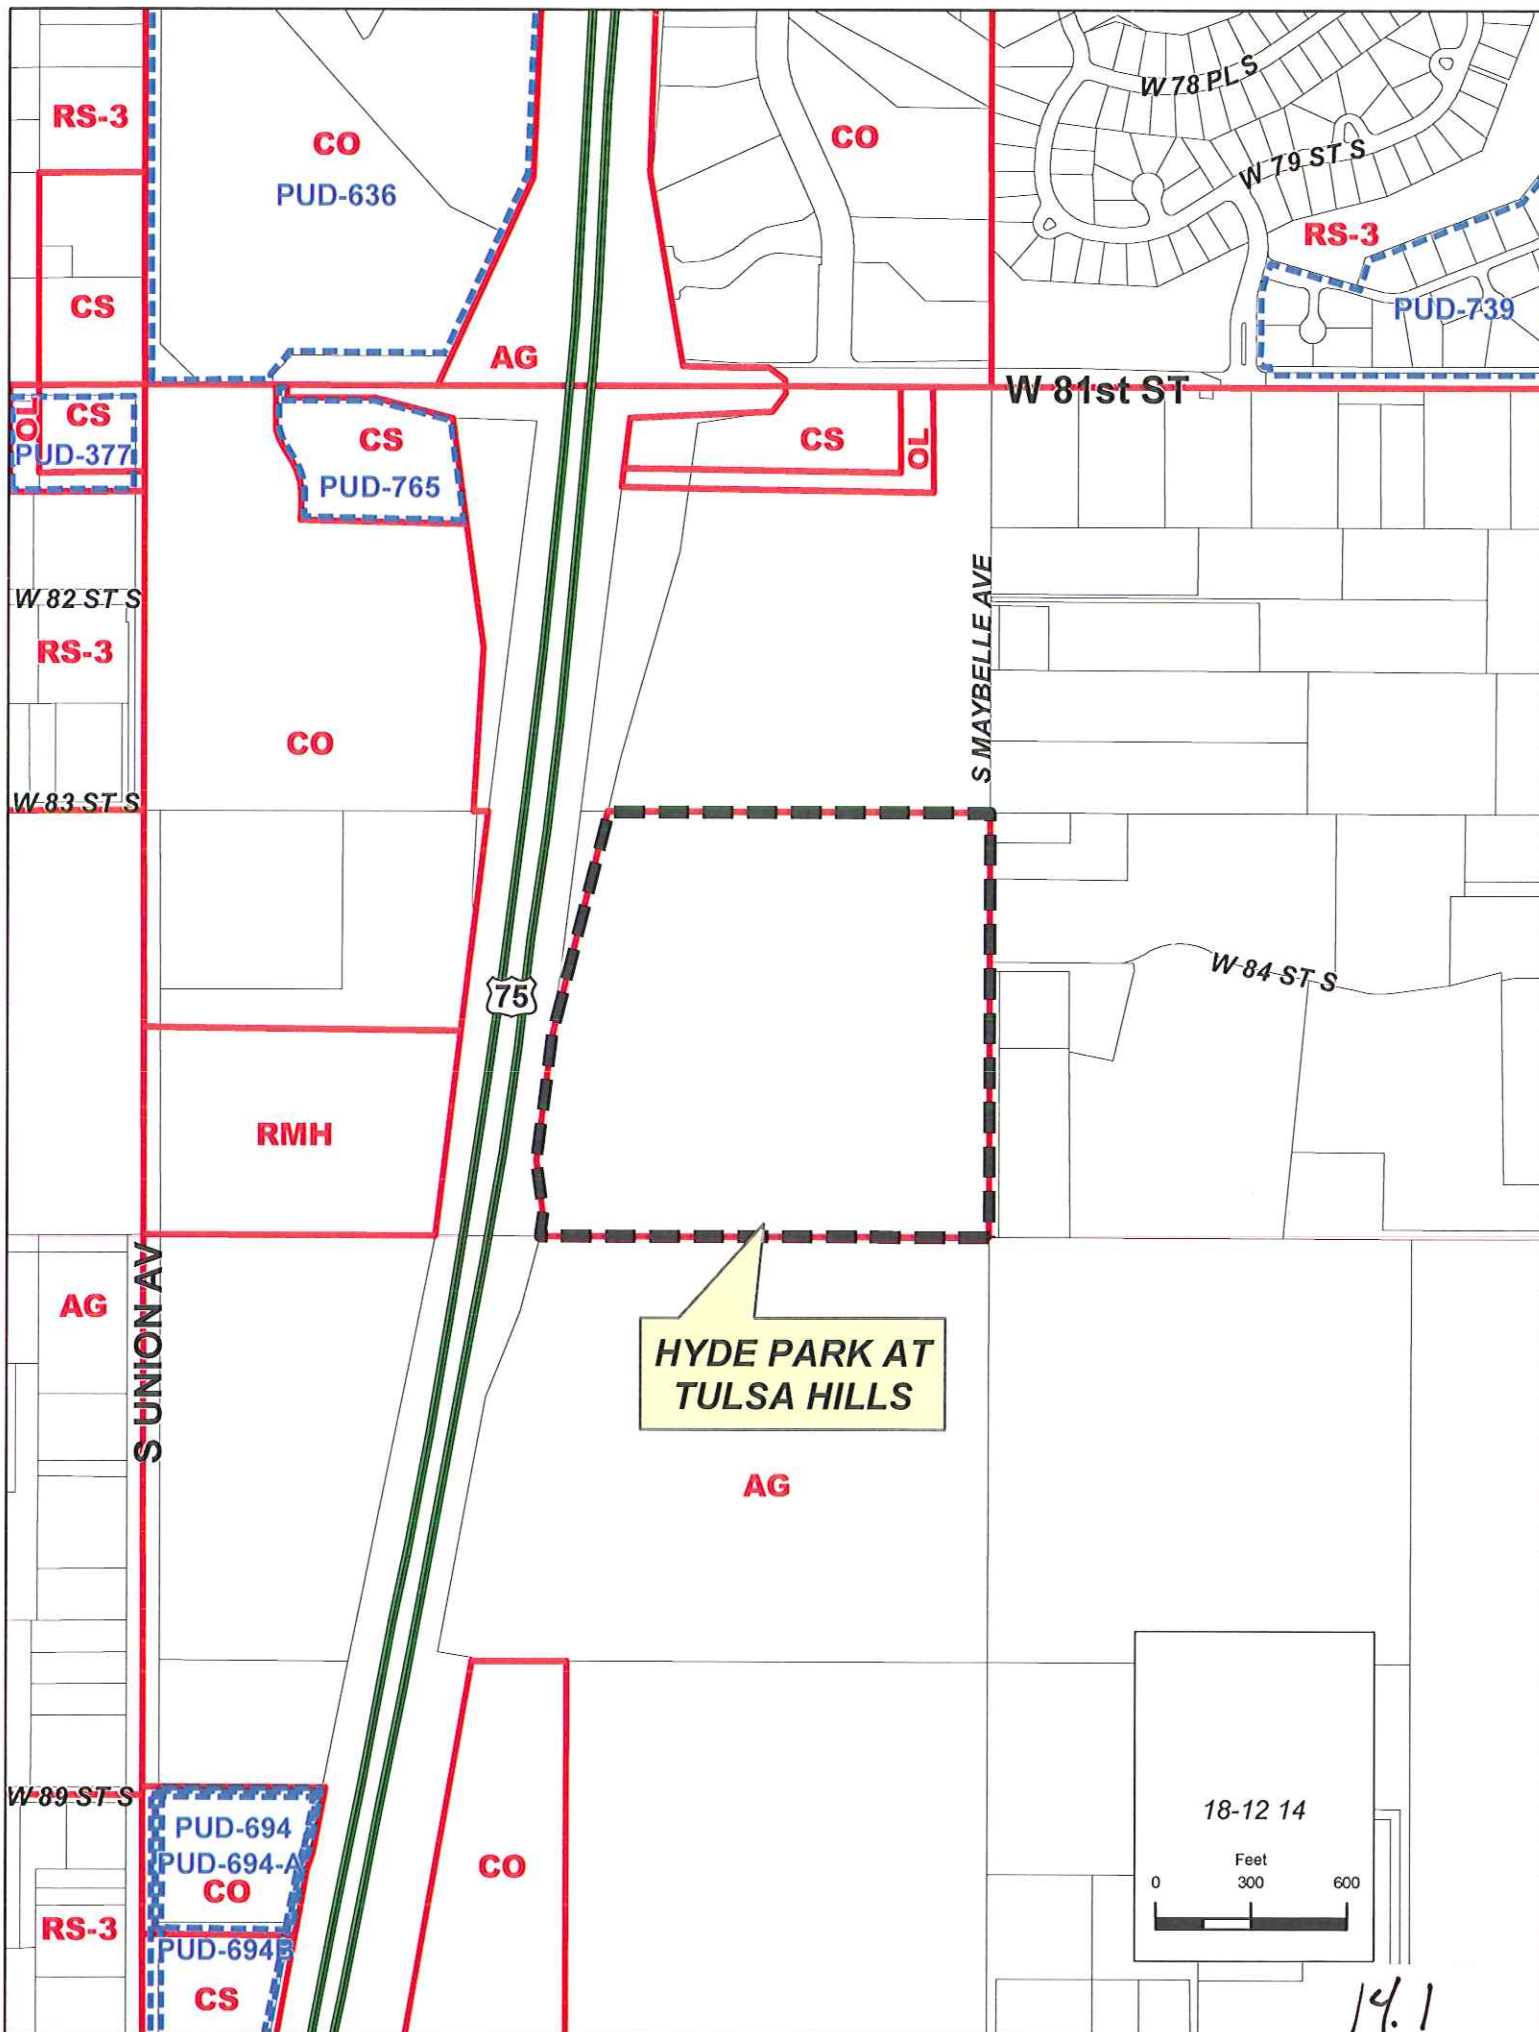 W 78 PL S
RS-3
CO
CO
PUD-636
W 79 ST S
RS-3
CS
PUD-739
AG
W 81st ST
OL
CS
PUD-377
CS
PUD-765
CS
OL
W 82 ST S
RS-3
S MAYBELLE AVE
CO
W 83 ST S
W 84 ST S
75
RMH
S UNION AV
AG
HYDE PARK AT
TULSA HILLS
AG
W 89 ST S
PUD-694
PUD-694-A
CO
CO
RS-3
PUD-694B
CS
18-12 14
Feet
0 300 600
14.1